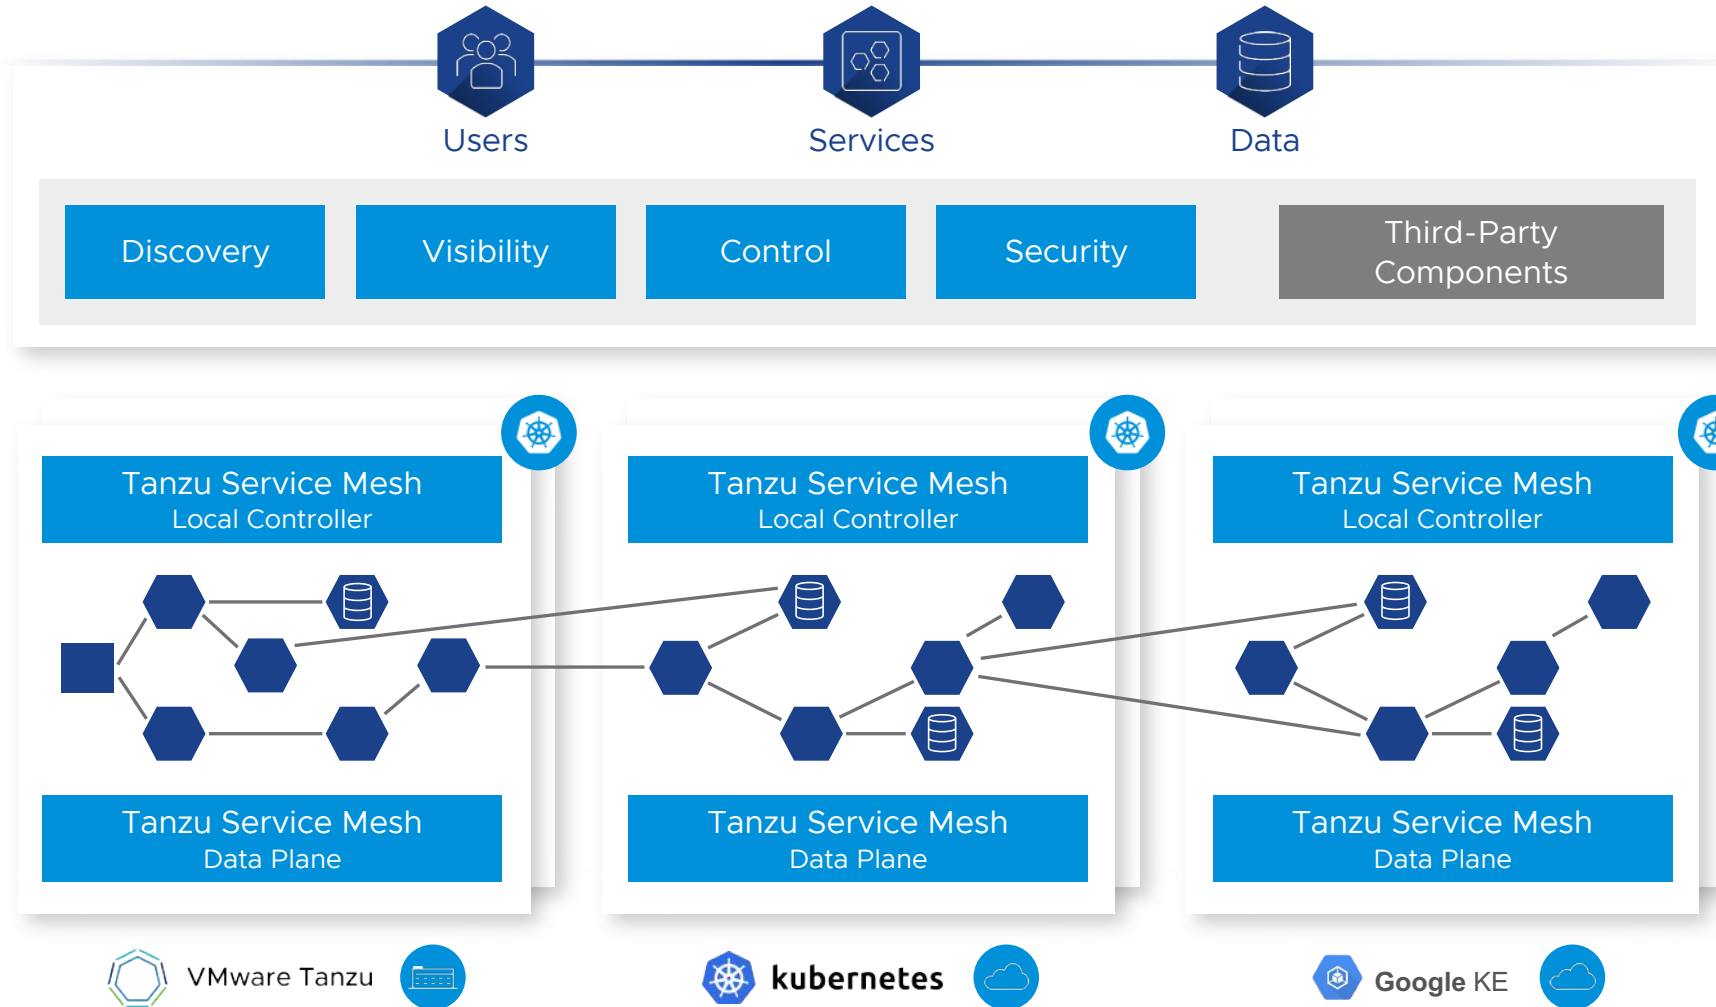 Users
Services
Data
Discovery
Visibility
Control
Security
Third-Party
Components
Tanzu Service Mesh
Local Controller
Tanzu Service Mesh
Local Controller
Tanzu Service Mesh
Local Controller
Tanzu Service Mesh
Data Plane
Tanzu Service Mesh
Data Plane
Tanzu Service Mesh
Data Plane
VMware Tanzu
kubernetes
Google KE